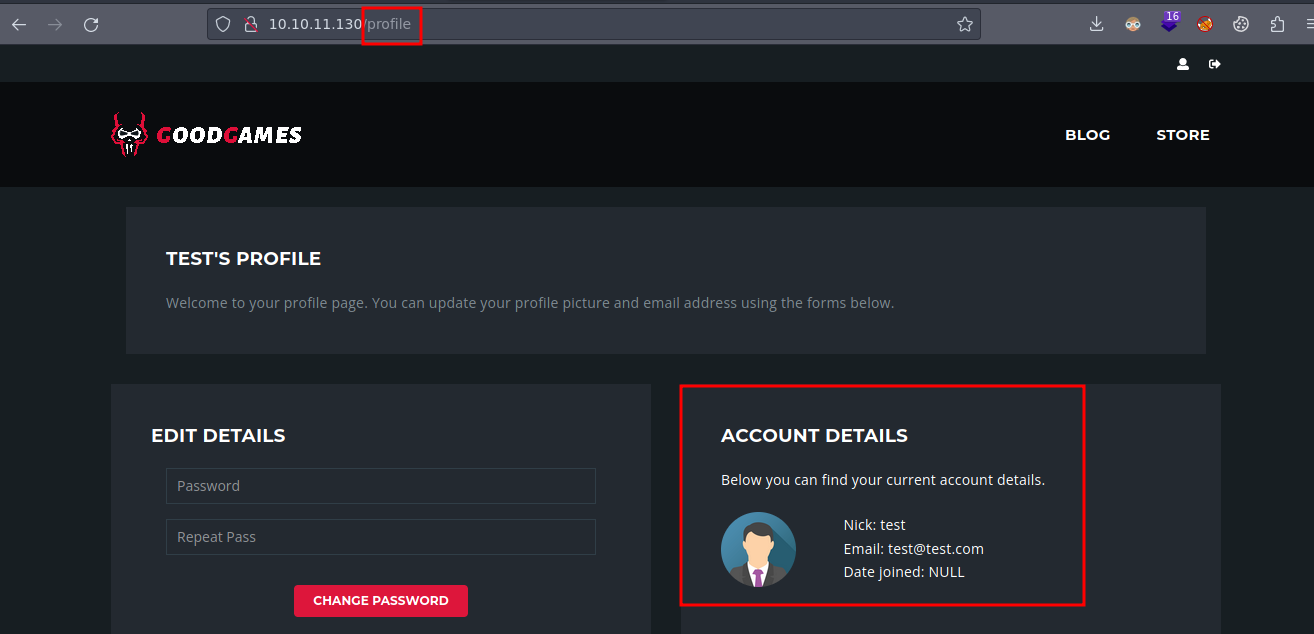 10.10.11.130/profile
16
GOODGAMES
BLOG
STORE
TEST'S PROFILE
Welcome to your profile page. You can update your profile picture and email address using the forms below.
EDIT DETAILS
Password
Repeat Pass
CHANGE PASSWORD
ACCOUNT DETAILS
Below you can find your current account details.
Nick: test
Email: test@test.com
Date joined: NULL